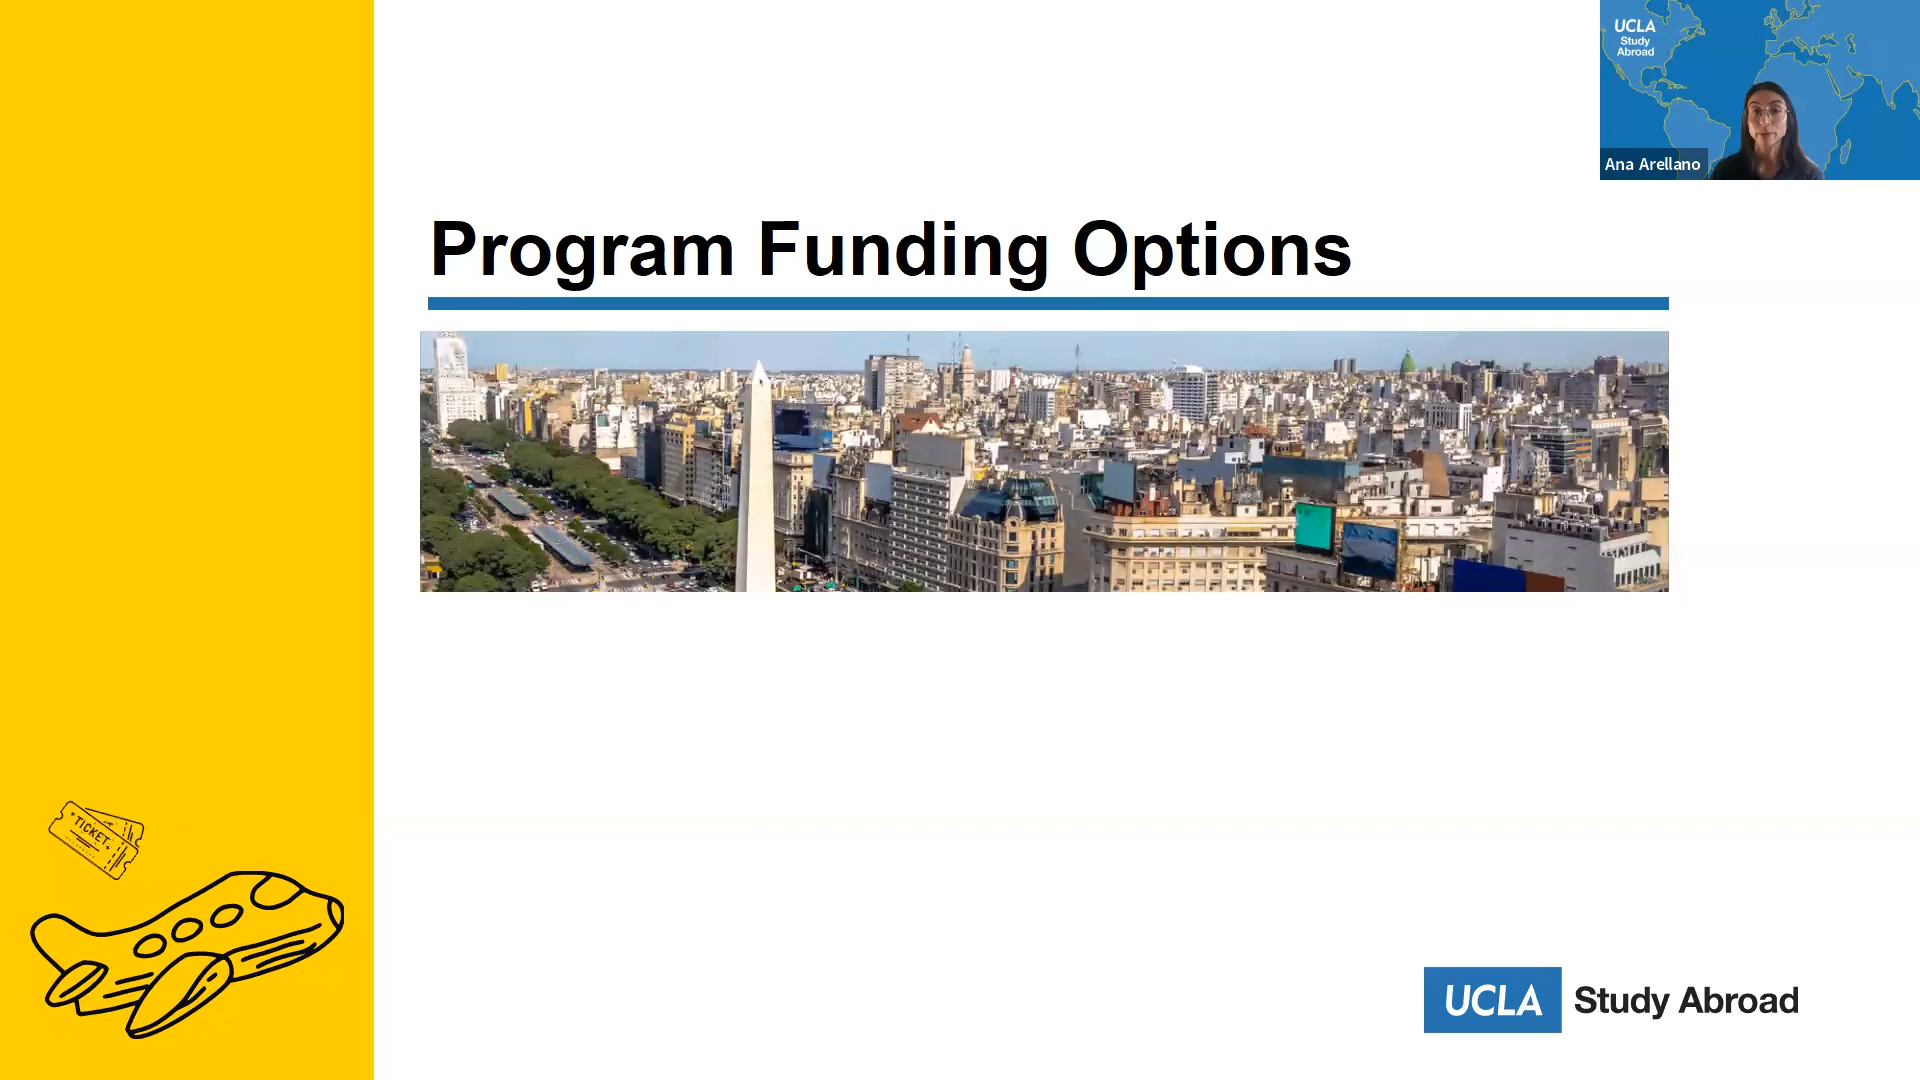 UCLA
Study
Abroad
Ana Arellano
Program Funding Options
TICKET
UCLA Study Abroad